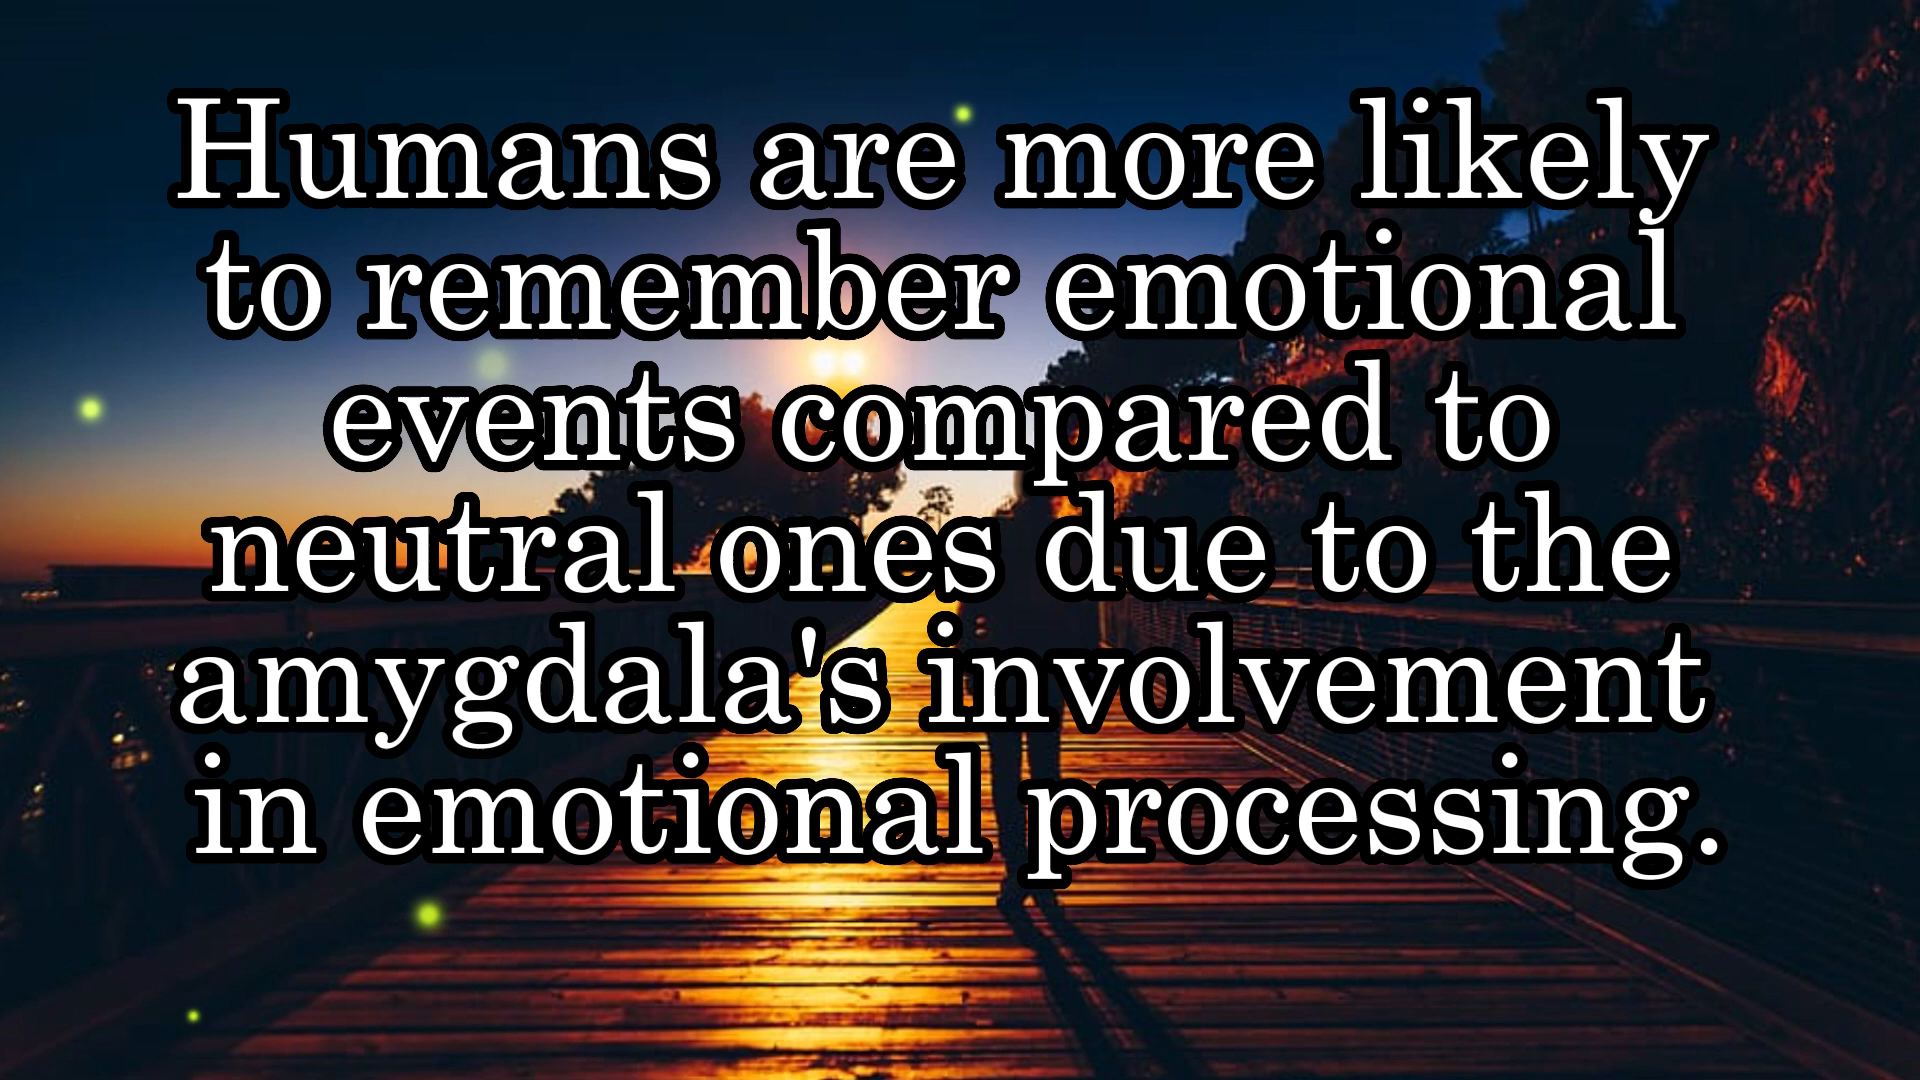 Humans are more likely
to remember emotional
events compared to
neutral ones due to the
amygdala's involvement
in emotional processing.